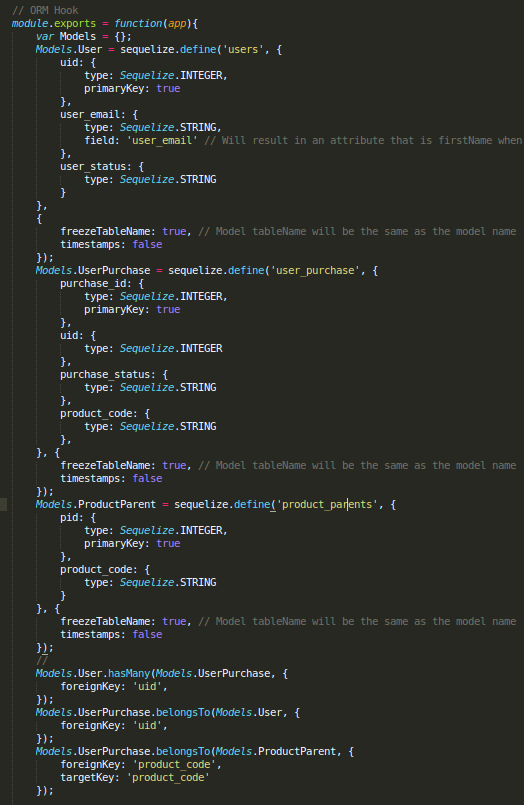 // ORM Hook
module.exports = function(app){
    var Models = {};
    Models.User = sequelize.define('users', {
        uid: {
            type: Sequelize.INTEGER,
            primaryKey: true
        },
        user_email: {
            type: Sequelize.STRING,
            field: 'user_email' // Will result in an attribute that is firstName when
        },
        user_status: {
            type: Sequelize.STRING
        }
    },
    {
        freezeTableName: true, // Model tableName will be the same as the model name
        timestamps: false
    });
    Models.UserPurchase = sequelize.define('user_purchase', {
        purchase_id: {
            type: Sequelize.INTEGER,
            primaryKey: true
        },
        uid: {
            type: Sequelize.INTEGER
        },
        purchase_status: {
            type: Sequelize.STRING
        },
        product_code: {
            type: Sequelize.STRING
        },
    }, {
        freezeTableName: true, // Model tableName will be the same as the model name
        timestamps: false
    });
    Models.ProductParent = sequelize.define('product_parents', {
        pid: {
            type: Sequelize.INTEGER,
            primaryKey: true
        },
        product_code: {
            type: Sequelize.STRING
        }
    }, {
        freezeTableName: true, // Model tableName will be the same as the model name
        timestamps: false
    });
    //
    Models.User.hasMany(Models.UserPurchase, {
        foreignKey: 'uid',
    });
    Models.UserPurchase.belongsTo(Models.User, {
        foreignKey: 'uid',
    });
    Models.UserPurchase.belongsTo(Models.ProductParent, {
        foreignKey: 'product_code',
        targetKey: 'product_code'
    });